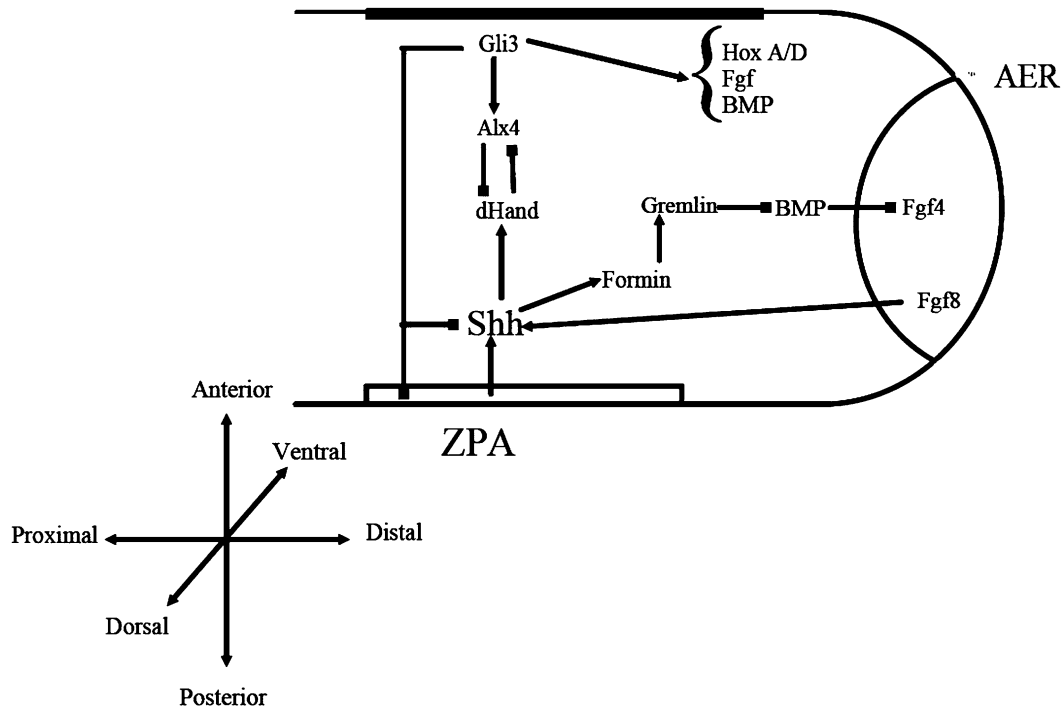 Gli3
Hox A/D
Fgf
BMP
AER
Alx4
dHand
Gremlin
BMP
Fgf4
Formin
Fgf8
Shh
ZPA
Anterior
Ventral
Proximal
Distal
Dorsal
Posterior